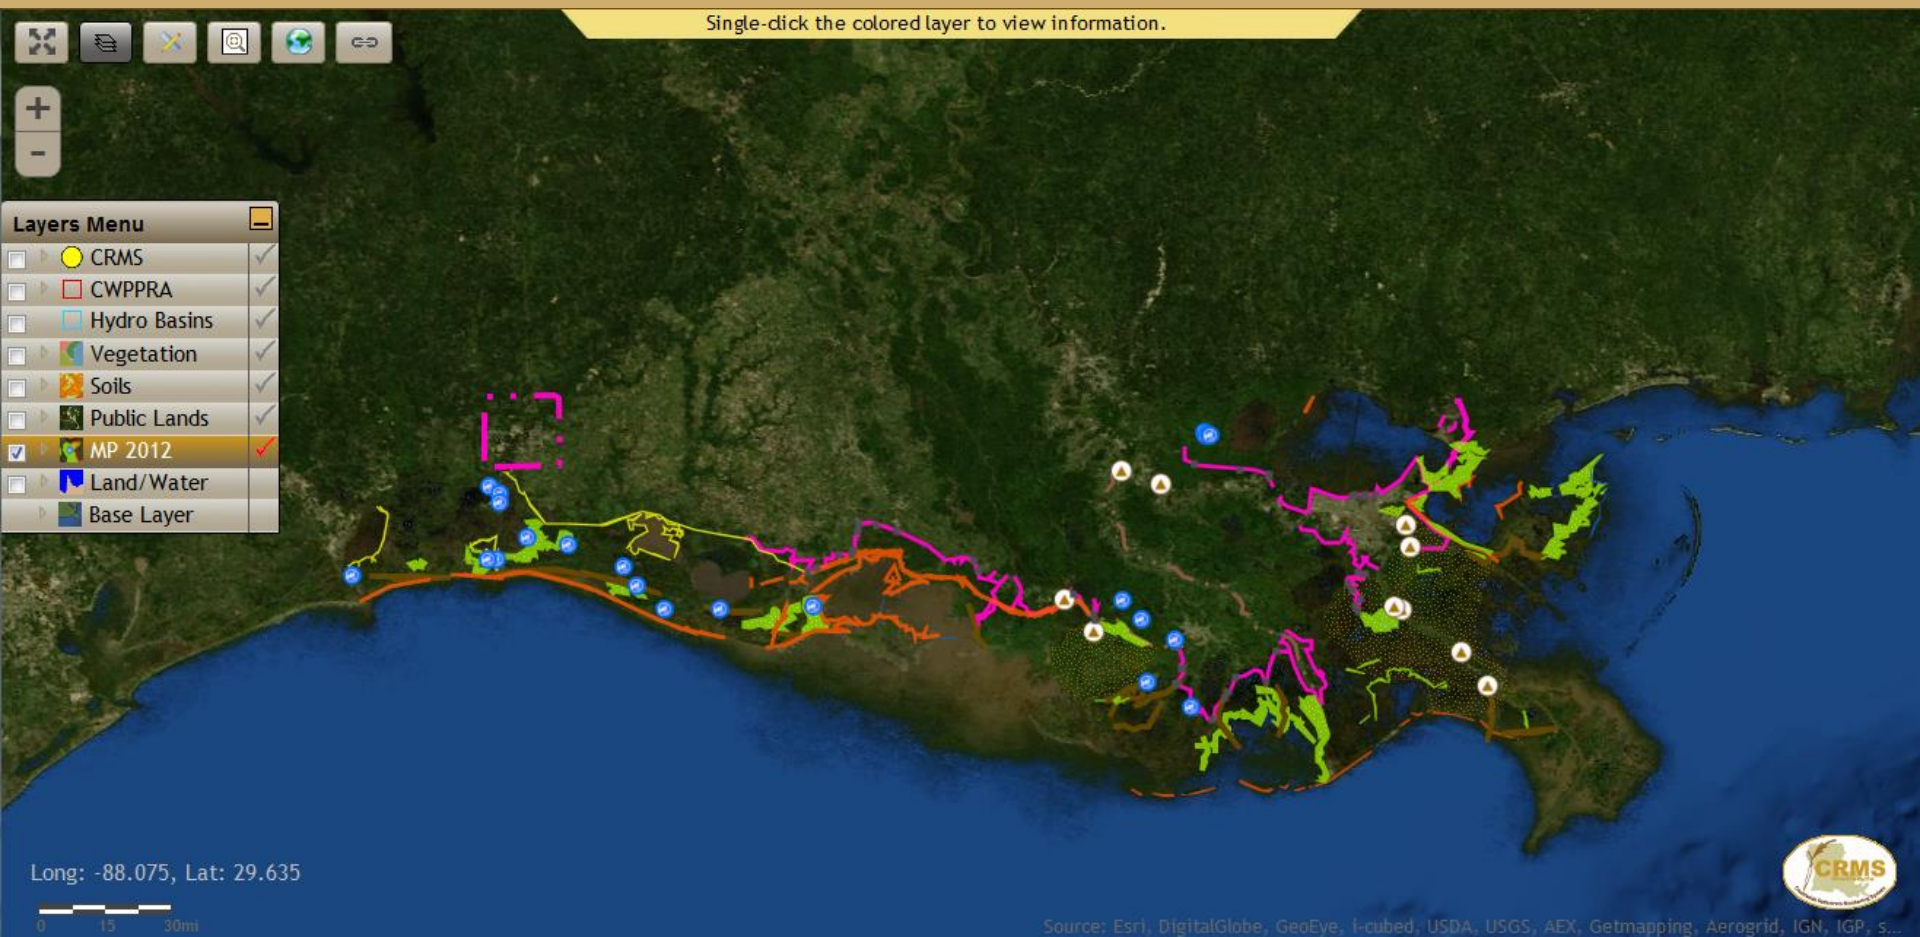 Single-click the colored layer to view information.
+
−
Layers Menu
CRMS
CWPPRA
Hydro Basins
Vegetation
Soils
Public Lands
MP 2012
Land/Water
Base Layer
Long: -88.075, Lat: 29.635
0 15 30mi
CRMS
Source: Esri, DigitalGlobe, GeoEye, i-cubed, USDA, USGS, AEX, Getmapping, Aerogrid, IGN, IGP, s...